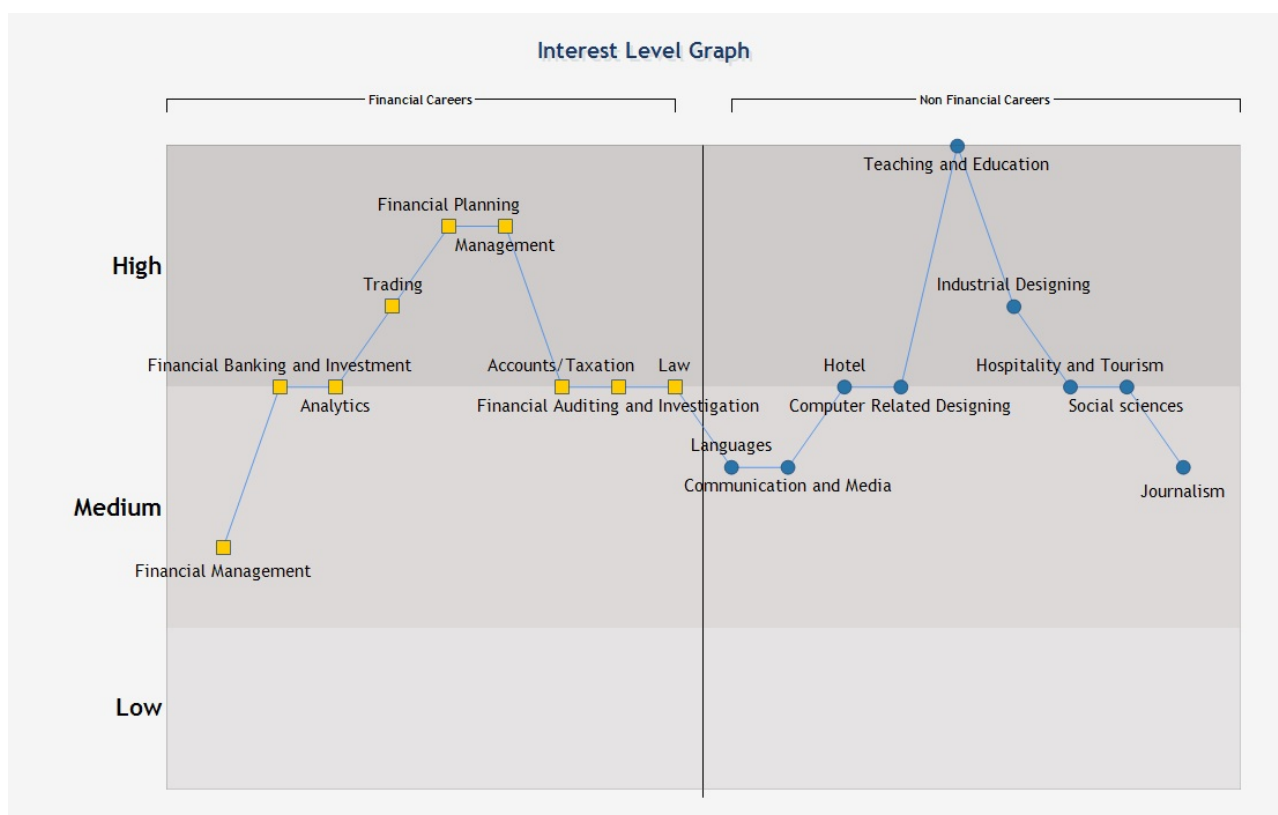 Interest Level Graph
Financial Careers
Non Financial Careers
Teaching and Education
Financial Planning
Management
High
Trading
Industrial Designing
Financial Banking and Investment
Accounts/Taxation
Law
Hotel
Hospitality and Tourism
Analytics
Financial Auditing and Investigation
Computer Related Designing
Social sciences
Languages
Communication and Media
Journalism
Medium
Financial Management
Low